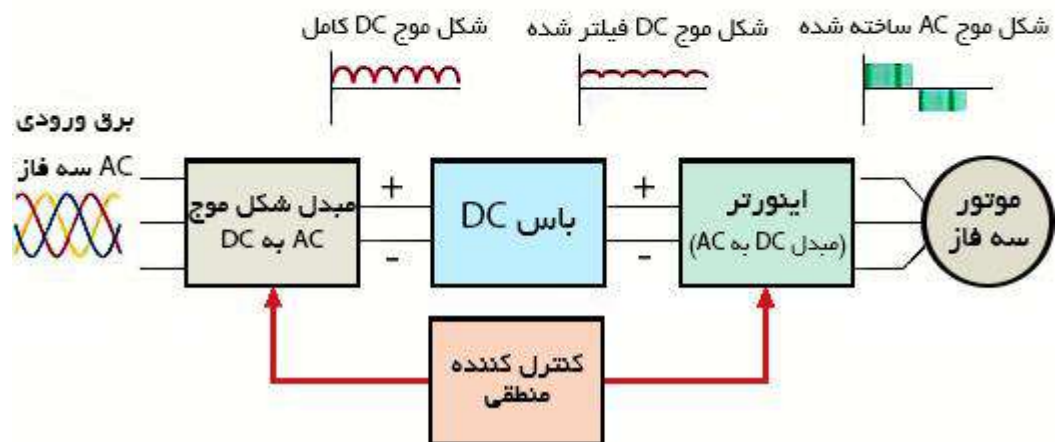 شکل موج DC کامل
شکل موج DC فیلتر شده
شکل موج AC ساخته شده
برق ورودی
AC سه فاز
مبدل شکل موج
AC به DC
+
-
باس DC
+
-
اینورتر
(مبدل DC به AC)
موتور
سه فاز
کنترل کننده
منطقی